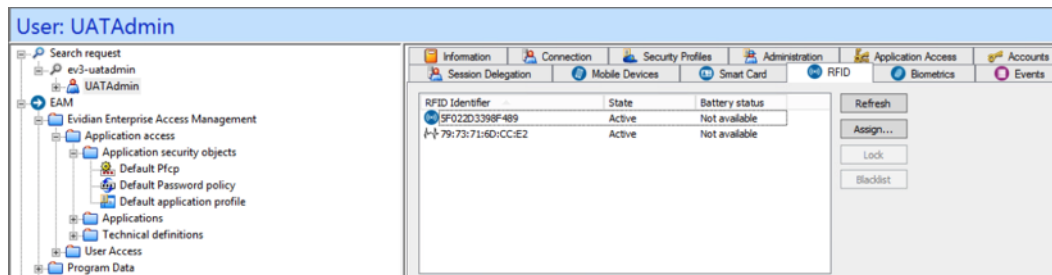 User: UATAdmin
Search request
ev3-uatadmin
UATAdmin
EAM
Evidian Enterprise Access Management
Application access
Application security objects
Default Pfcp
Default Password policy
Default application profile
Applications
Technical definitions
User Access
Program Data
Information Connection Security Profiles Administration Application Access Accounts
Session Delegation Mobile Devices Smart Card RFID Biometrics Events
RFID Identifier State Battery status
5F022D3398F489 Active Not available
79:73:71:6D:CC:E2 Active Not available
Refresh
Assign...
Lock
Blacklist